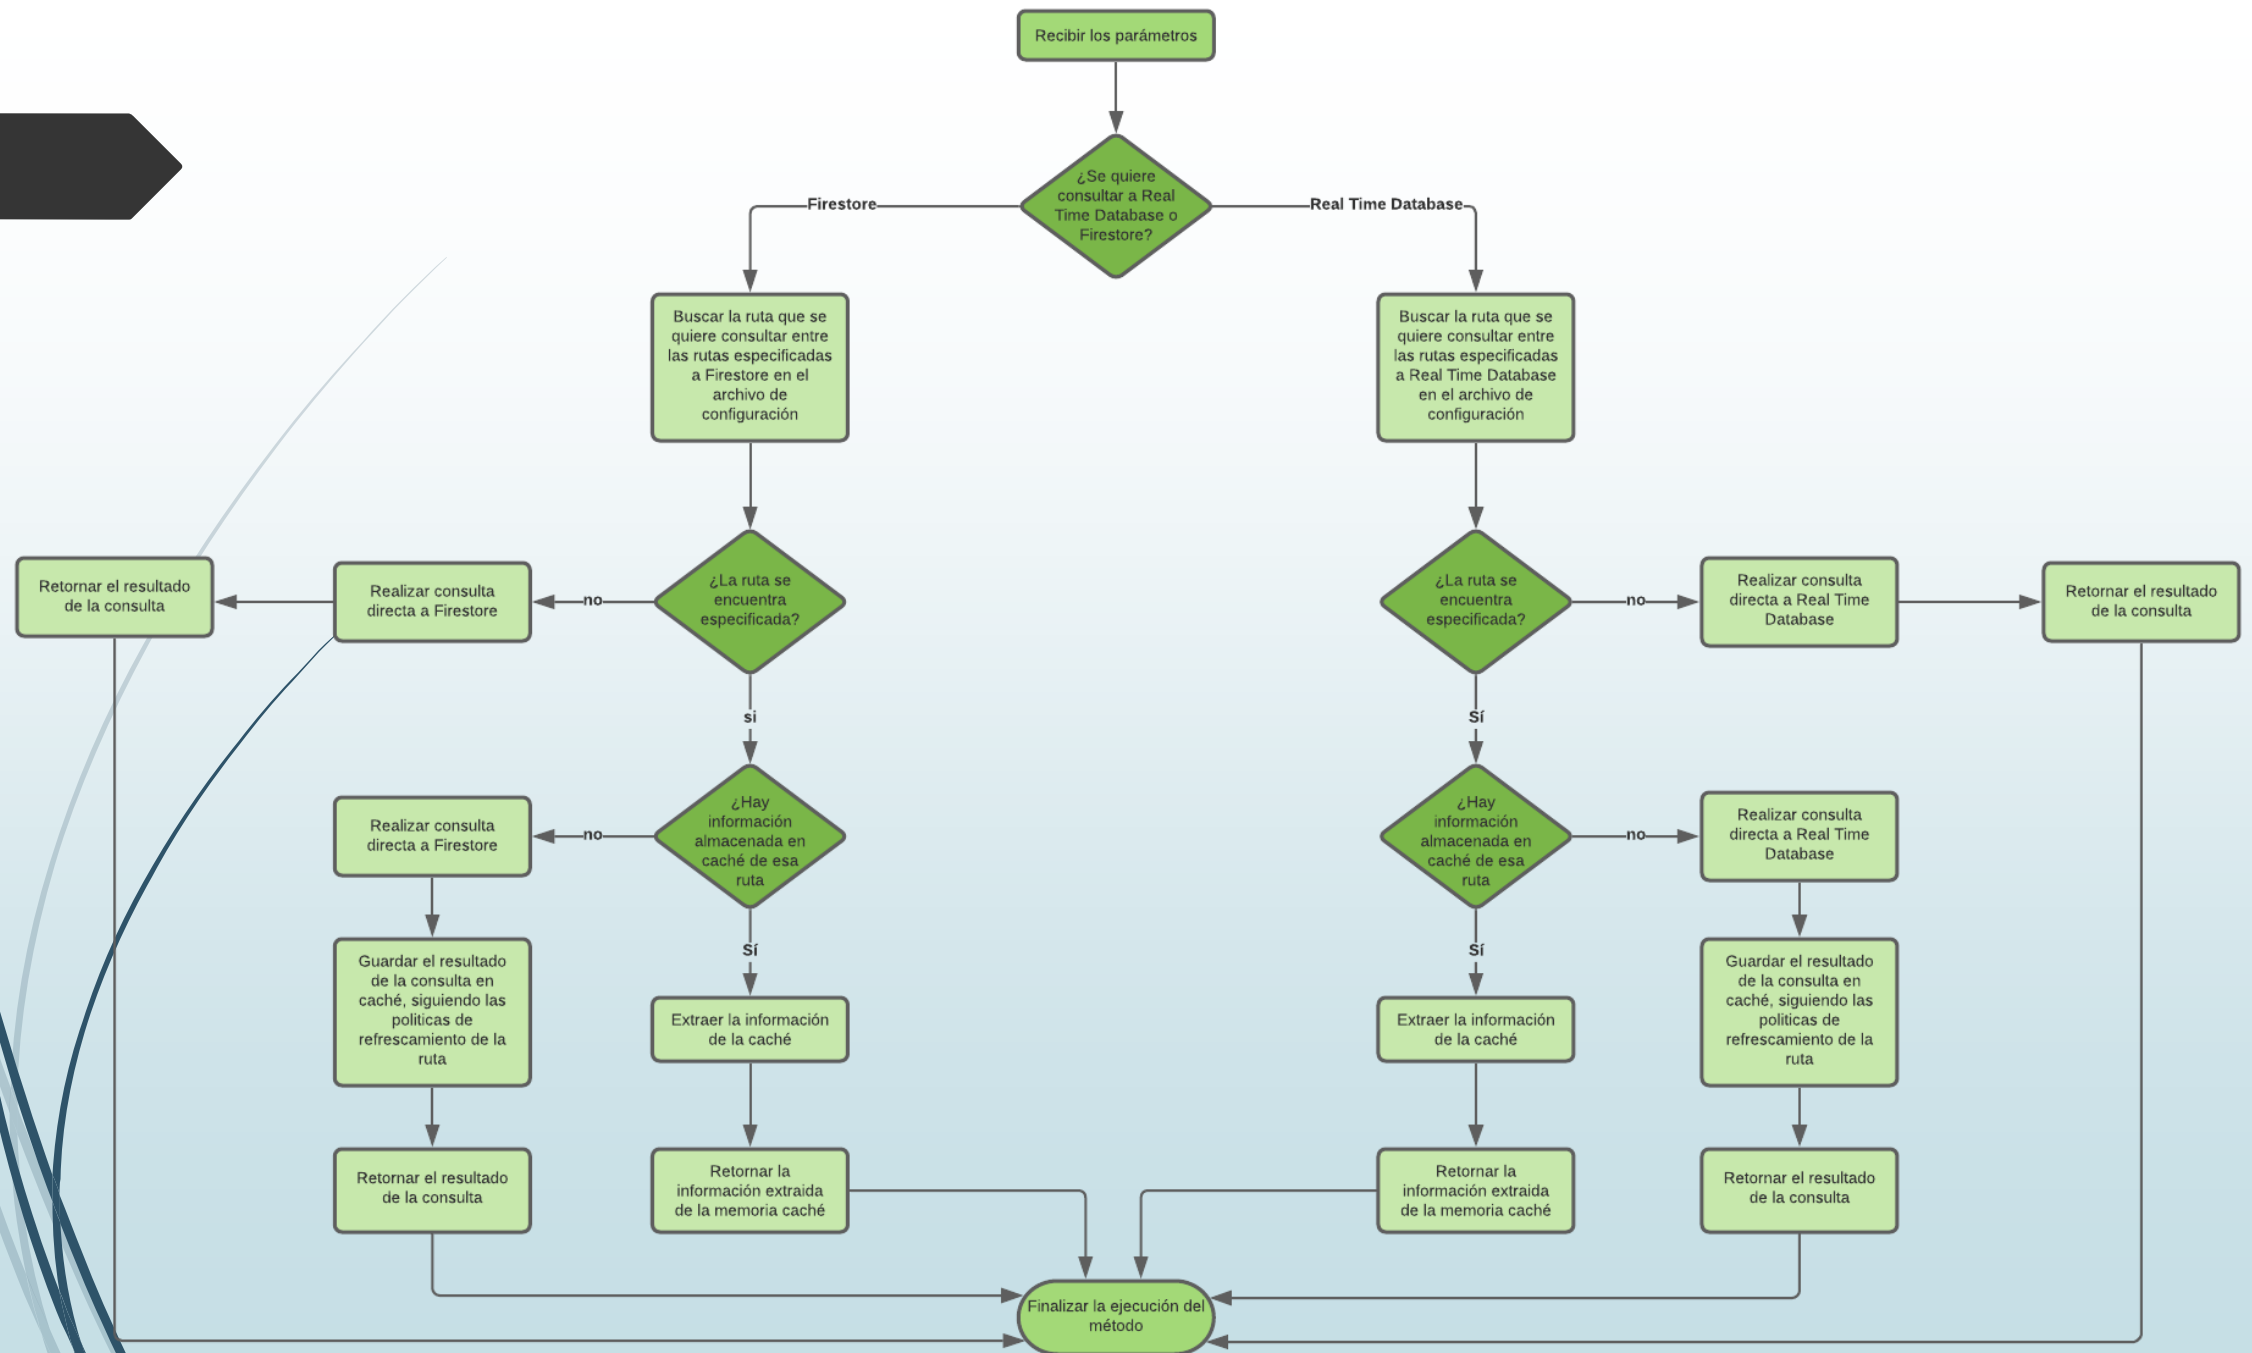 Recibir los parámetros
¿Se quiere
consultar a Real
Time Database o
Firestore?
Firestore
Real Time Database
Buscar la ruta que se
quiere consultar entre
las rutas especificadas
a Firestore en el
archivo de
configuración
Buscar la ruta que se
quiere consultar entre
las rutas especificadas
a Real Time Database
en el archivo de
configuración
Retornar el resultado
de la consulta
Realizar consulta
directa a Firestore
no
¿La ruta se
encuentra
especificada?
¿La ruta se
encuentra
especificada?
no
Realizar consulta
directa a Real Time
Database
Retornar el resultado
de la consulta
si
Sí
Realizar consulta
directa a Firestore
no
¿Hay
información
almacenada en
caché de esa
ruta
¿Hay
información
almacenada en
caché de esa
ruta
no
Realizar consulta
directa a Real Time
Database
Sí
Sí
Guardar el resultado
de la consulta en
caché, siguiendo las
politicas de
refrescamiento de la
ruta
Extraer la información
de la caché
Extraer la información
de la caché
Guardar el resultado
de la consulta en
caché, siguiendo las
politicas de
refrescamiento de la
ruta
Retornar el resultado
de la consulta
Retornar la
información extraida
de la memoria caché
Retornar la
información extraida
de la memoria caché
Retornar el resultado
de la consulta
Finalizar la ejecución del
método